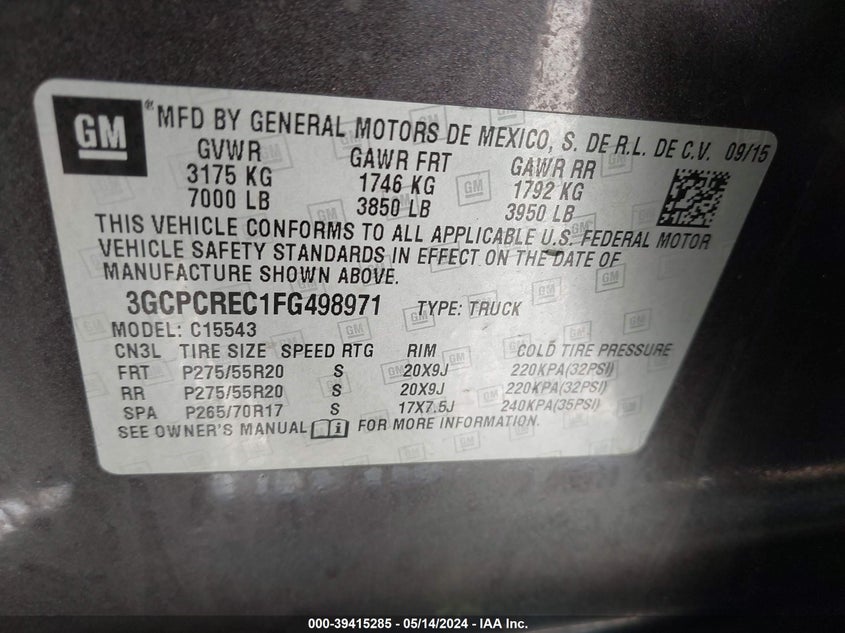 GM ® MFD BY GENERAL MOTORS DE MEXICO, S. DE R.L. DE C.V. 09/15
GVWR GAWR FRT GAWR RR
3175 KG 1746 KG 1792 KG
7000 LB 3850 LB 3950 LB
THIS VEHICLE CONFORMS TO ALL APPLICABLE U.S. FEDERAL MOTOR
VEHICLE SAFETY STANDARDS IN EFFECT ON THE DATE OF
MANUFACTURE SHOWN ABOVE.
3GCPCREC1FG498971 TYPE: TRUCK
MODEL: C15543
CN3L TIRE SIZE SPEED RTG RIM COLD TIRE PRESSURE
FRT P275/55R20 S 20X9J 220KPA(32PSI)
RR P275/55R20 S 20X9J 220KPA(32PSI)
SPA P265/70R17 S 17X7.5J 240KPA(35PSI)
SEE OWNER'S MANUAL FOR MORE INFORMATION.
000-39415285 - 05/14/2024 - IAA Inc.